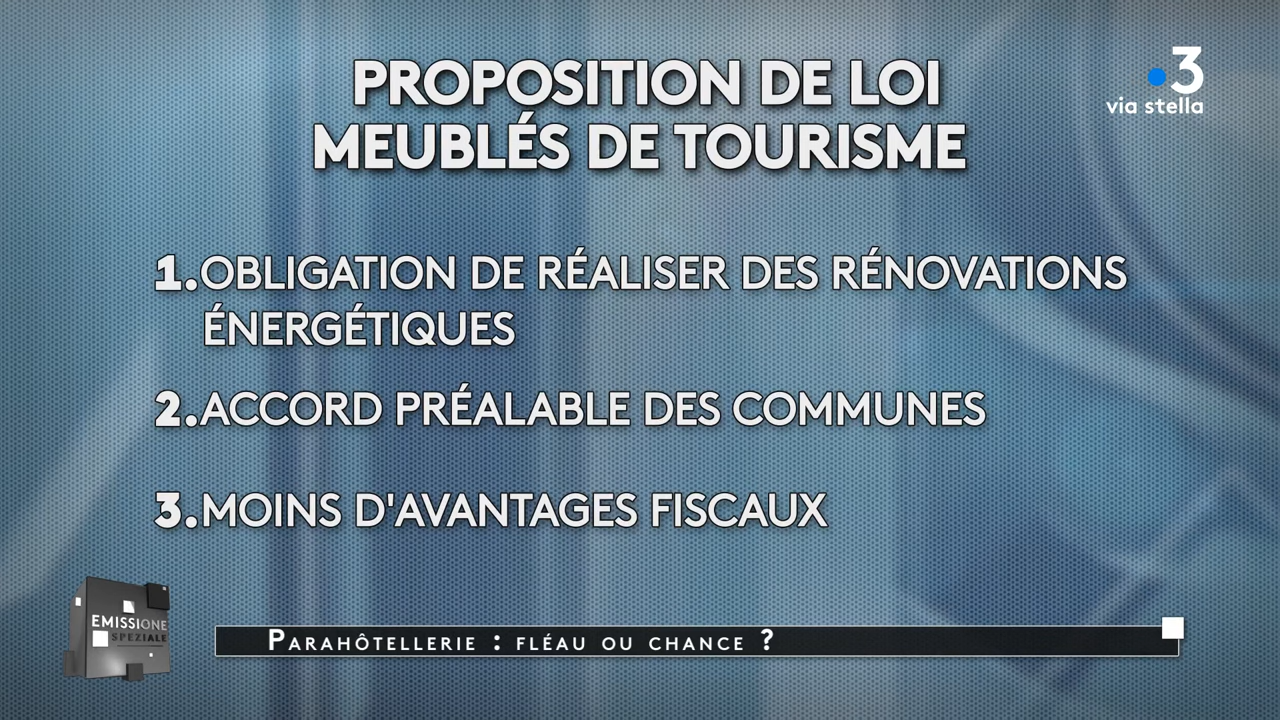 PROPOSITION DE LOI
MEUBLÉS DE TOURISME
3
via stella
1. OBLIGATION DE RÉALISER DES RÉNOVATIONS
ÉNERGÉTIQUES
2. ACCORD PRÉALABLE DES COMMUNES
3. MOINS D'AVANTAGES FISCAUX
EMISSIONE
SPEZIALE
PARAHÔTELLERIE : FLÉAU OU CHANCE ?